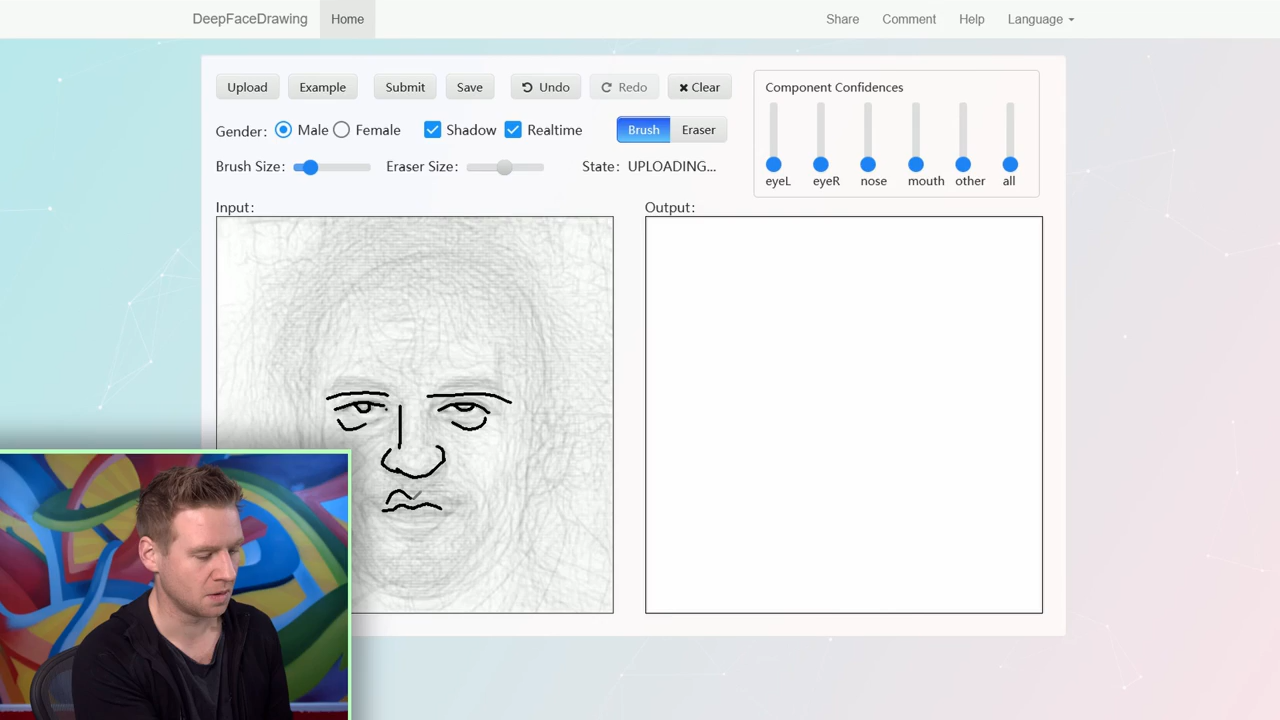 DeepFaceDrawing Home Share Comment Help Language
Upload Example Submit Save Undo Redo Clear
Component Confidences
Gender: Male Female Shadow Realtime Brush Eraser
Brush Size: Eraser Size: State: UPLOADING...
eyeL eyeR nose mouth other all
Input: Output: